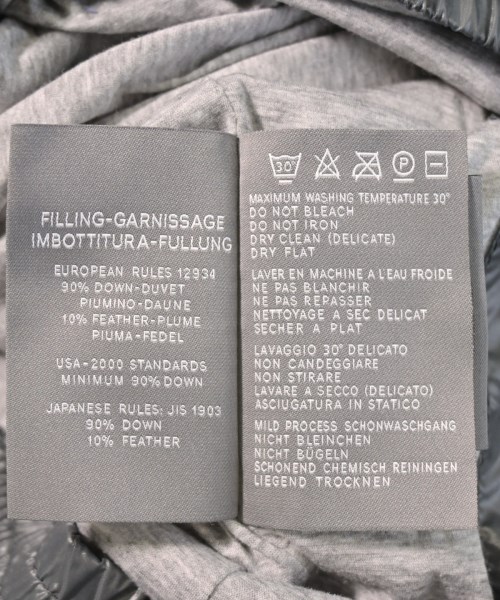 FILLING-GARNISSAGE
IMBOTTITURA-FULLUNG
EUROPEAN RULES 12934
90% DOWN-DUVET
PIUMINO-DAUNE
10% FEATHER-PLUME
PIUMA-FEDEL
USA-2000 STANDARDS
MINIMUM 90% DOWN
JAPANESE RULES: JIS 1903
90% DOWN
10% FEATHER
30°
P
MAXIMUM WASHING TEMPERATURE 30°
DO NOT BLEACH
DO NOT IRON
DRY CLEAN (DELICATE)
DRY FLAT
LAVER EN MACHINE A L'EAU FROIDE
NE PAS BLANCHIR
NE PAS REPASSER
NETTOYAGE A SEC DELICAT
SECHER A PLAT
LAVAGGIO 30° DELICATO
NON CANDEGGIARE
NON STIRARE
LAVARE A SECCO (DELICATO)
ASCIUGATURA IN STATICO
MILD PROCESS SCHONWASCHGANG
NICHT BLEINCHEN
NICHT BÜGELN
SCHONEND CHEMISCH REININGEN
LIEGEND TROCKNEN